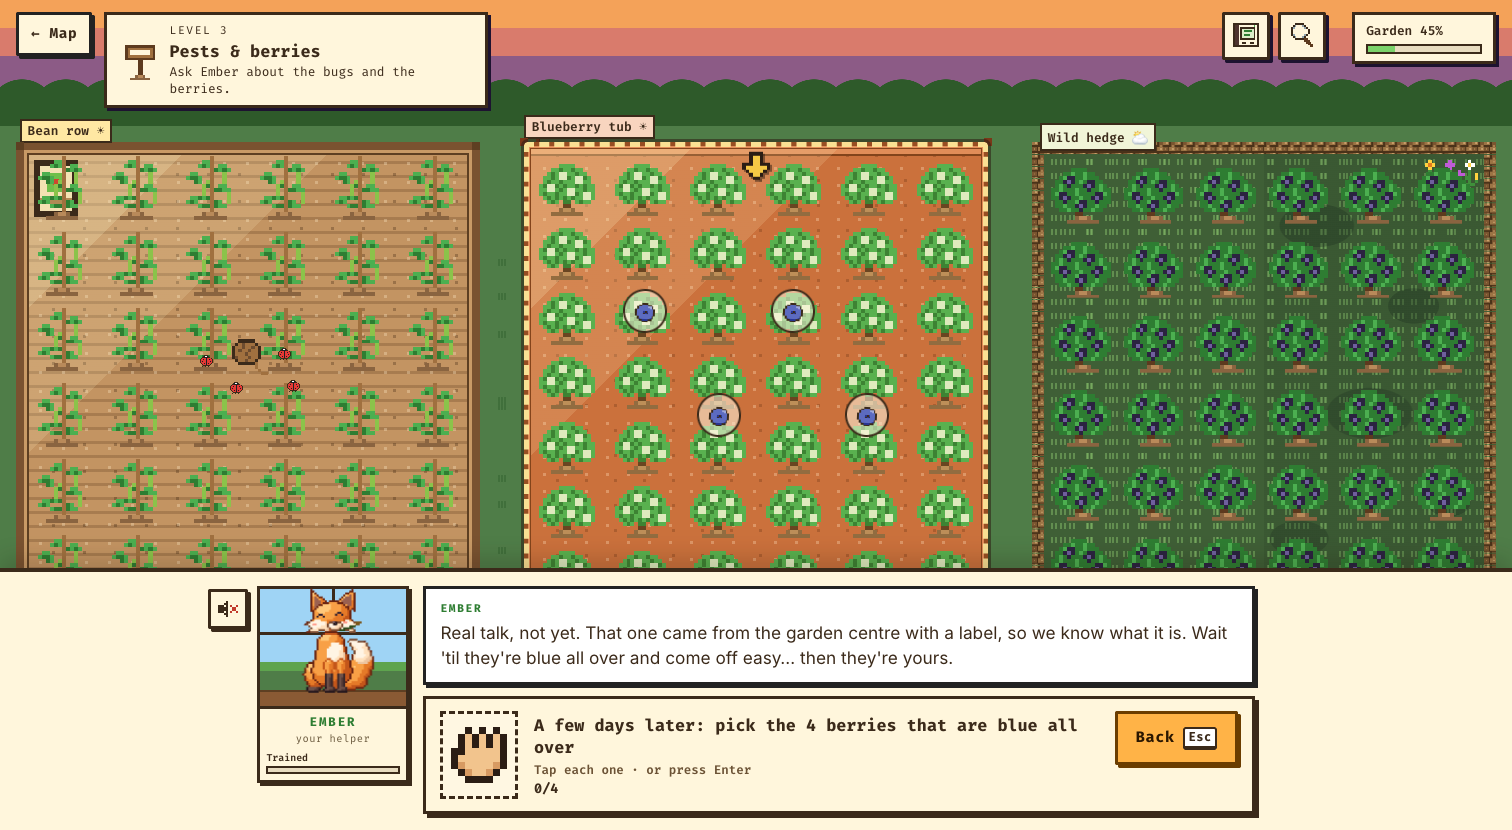 ← Map
LEVEL 3
Pests & berries
Ask Ember about the bugs and the
berries.
Garden 45%
Bean row ☀
Blueberry tub ☀
Wild hedge ⛅
EMBER
Real talk, not yet. That one came from the garden centre with a label, so we know what it is. Wait
'til they're blue all over and come off easy... then they're yours.
EMBER
your helper
Trained
A few days later: pick the 4 berries that are blue all
over
Tap each one · or press Enter
0/4
Back Esc